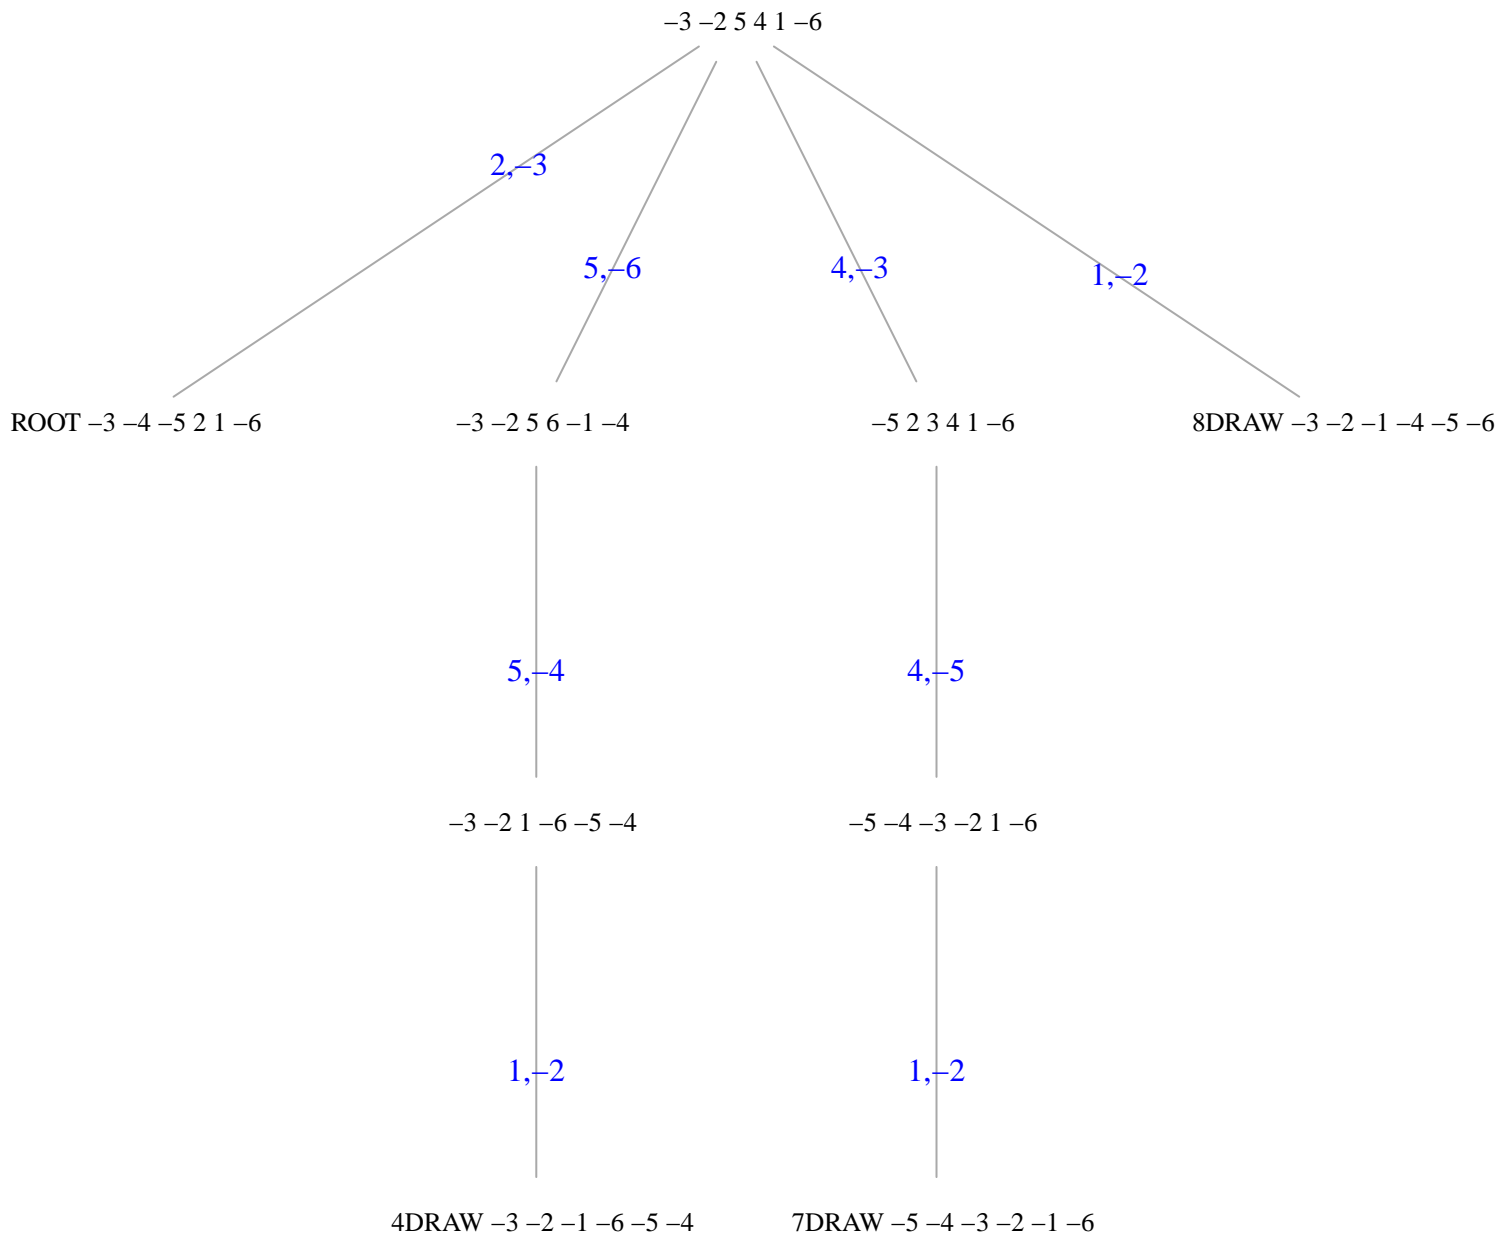 –3 –2 5 4 1 –6
2,–3
5,–6
4,–3
1,–2
ROOT –3 –4 –5 2 1 –6
–3 –2 5 6 –1 –4
–5 2 3 4 1 –6
8DRAW –3 –2 –1 –4 –5 –6
5,–4
4,–5
–3 –2 1 –6 –5 –4
–5 –4 –3 –2 1 –6
1,–2
1,–2
4DRAW –3 –2 –1 –6 –5 –4
7DRAW –5 –4 –3 –2 –1 –6